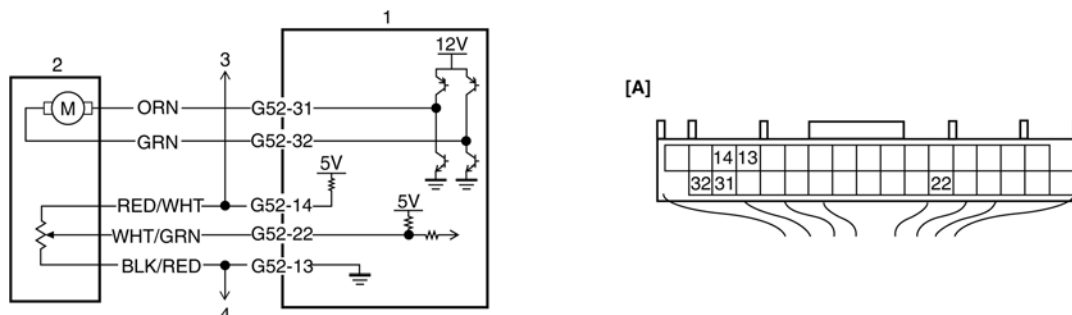 1
12V
2
3
[A]
M
ORN
G52-31
GRN
G52-32
5V
14 13
32 31 22
RED/WHT
G52-14
5V
WHT/GRN
G52-22
BLK/RED
G52-13
4